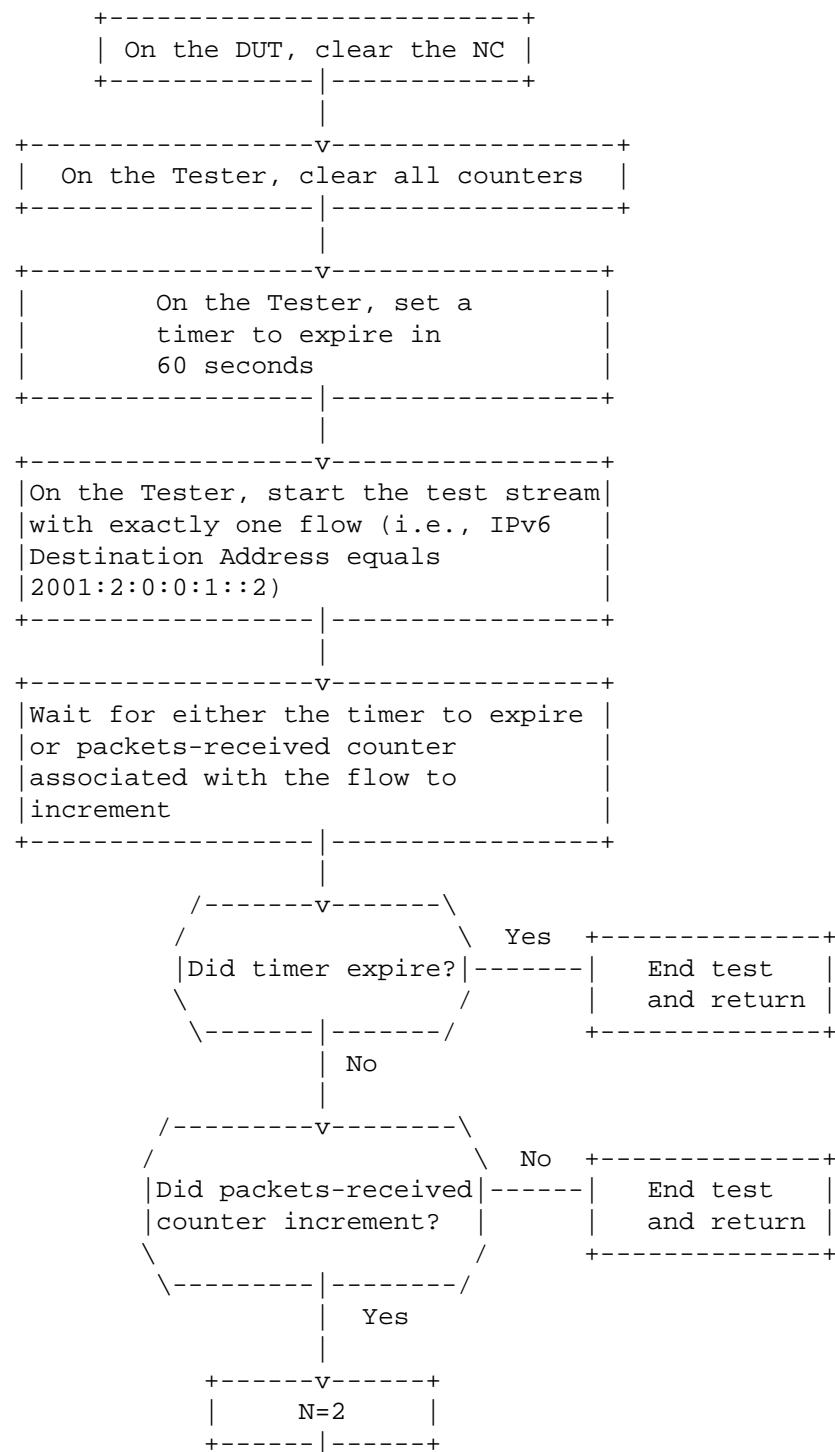 On the DUT, clear the NC
On the Tester, clear all counters
On the Tester, set a
timer to expire in
60 seconds
On the Tester, start the test stream
with exactly one flow (i.e., IPv6
Destination Address equals
2001:2:0:0:1::2)
Wait for either the timer to expire
or packets-received counter
associated with the flow to
increment
Did timer expire?
Yes
End test
and return
No
Did packets-received
counter increment?
No
End test
and return
Yes
N=2